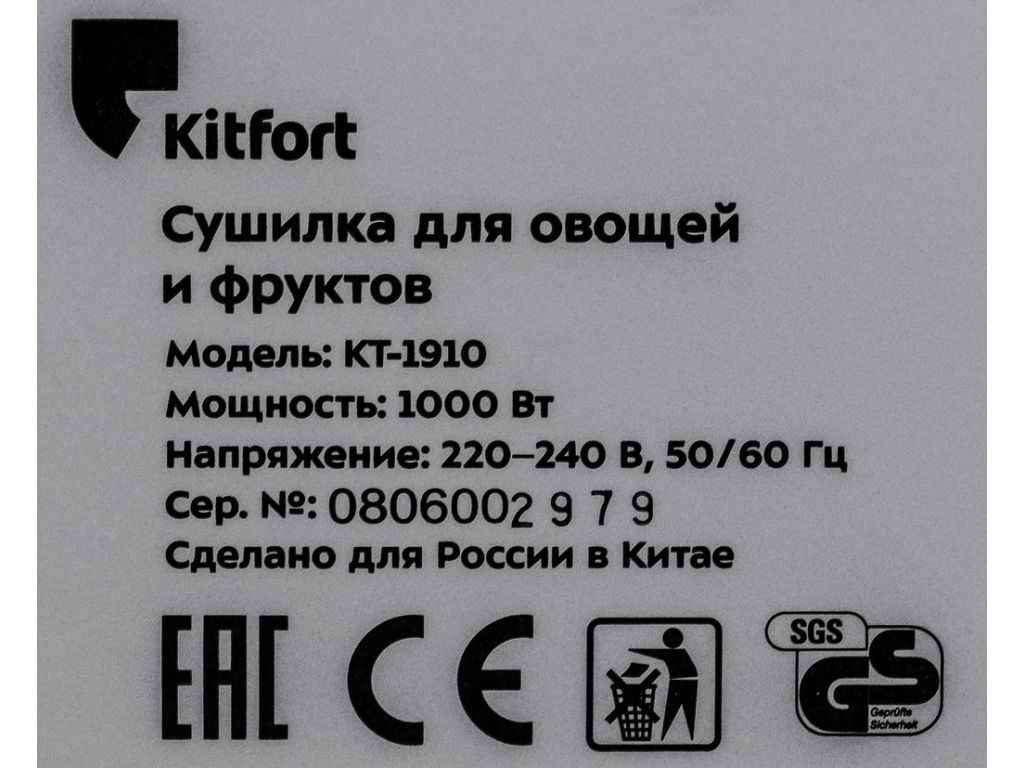 Kitfort
Сушилка для овощей
и фруктов
Модель: КТ-1910
Мощность: 1000 Вт
Напряжение: 220–240 В, 50/60 Гц
Сер. №: 0806002979
Сделано для России в Китае
EAC CE SGS GS
Geprüfte
Sicherheit